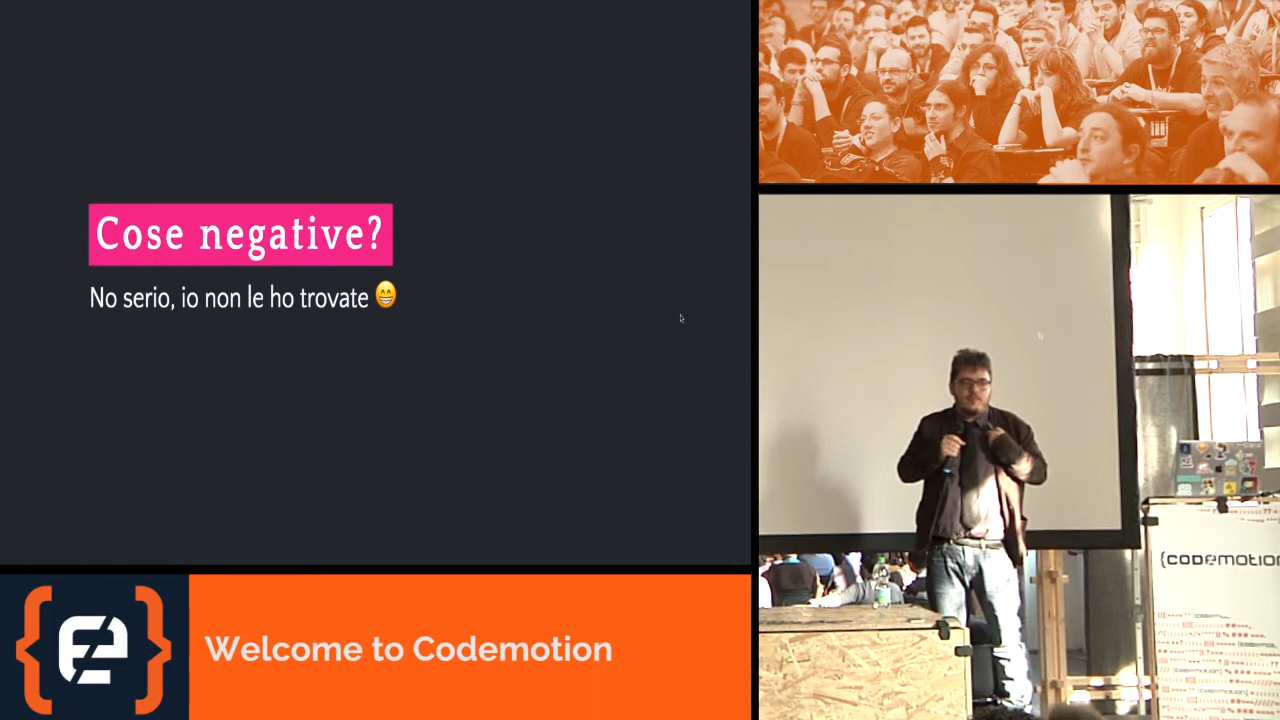 Cose negative?
No serio, io non le ho trovate 😁
Welcome to Codemotion
{CODEMOTION